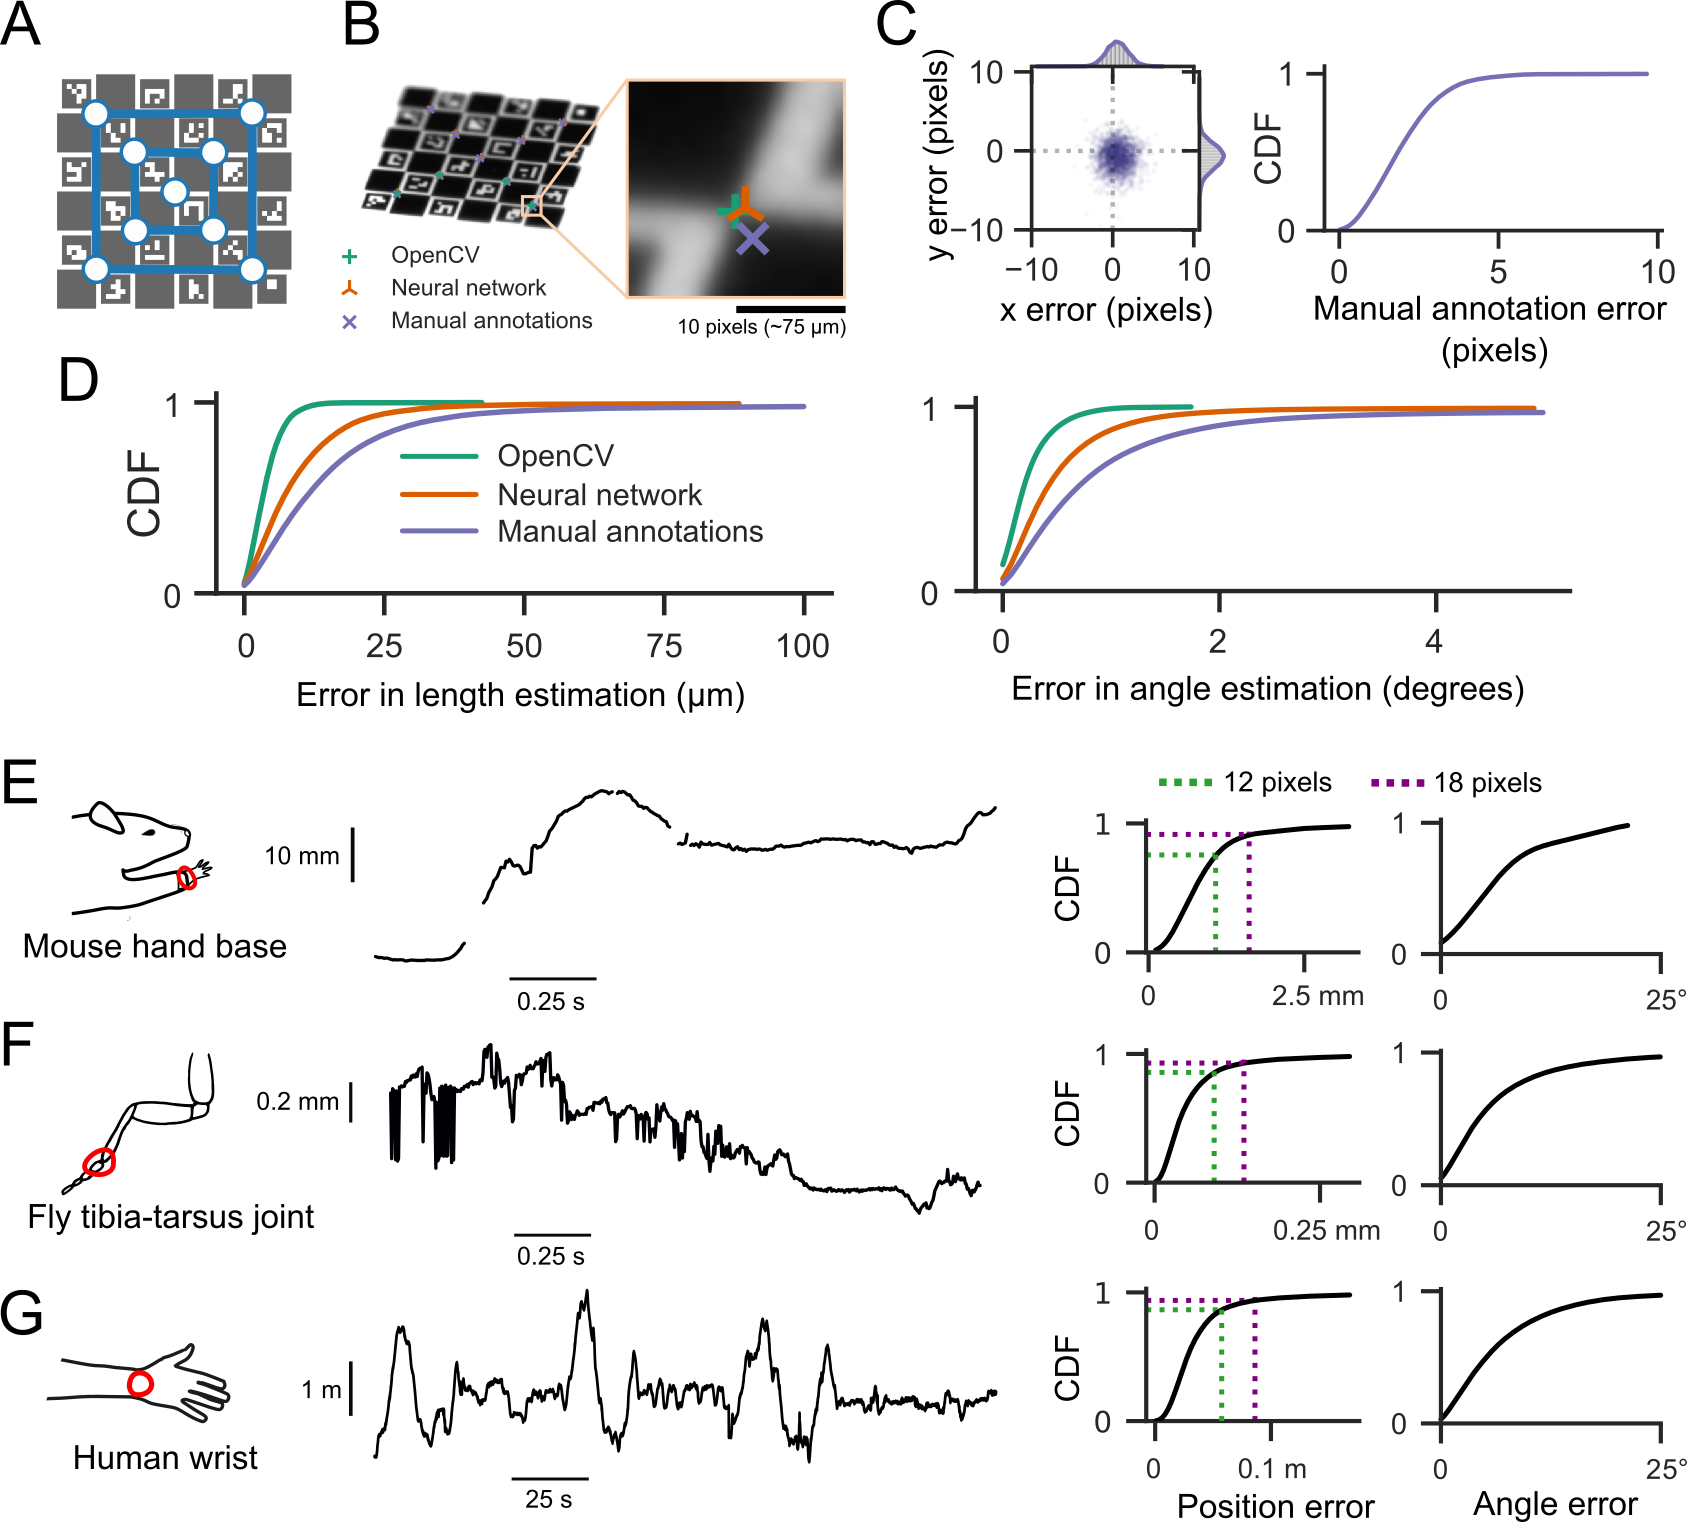 A
B
OpenCV
Neural network
Manual annotations
10 pixels (~75 µm)
C
10
0
−10
y error (pixels)
−10 0 10
x error (pixels)
1
0
CDF
0 5 10
Manual annotation error
(pixels)
D
1
0
CDF
OpenCV
Neural network
Manual annotations
0 25 50 75 100
Error in length estimation (µm)
1
0
0 2 4
Error in angle estimation (degrees)
E
Mouse hand base
10 mm
0.25 s
12 pixels
18 pixels
1
0
CDF
0 2.5 mm
1
0
0 25°
F
Fly tibia-tarsus joint
0.2 mm
0.25 s
1
0
CDF
0 0.25 mm
1
0
0 25°
G
Human wrist
1 m
25 s
1
0
CDF
0 0.1 m
Position error
1
0
0 25°
Angle error